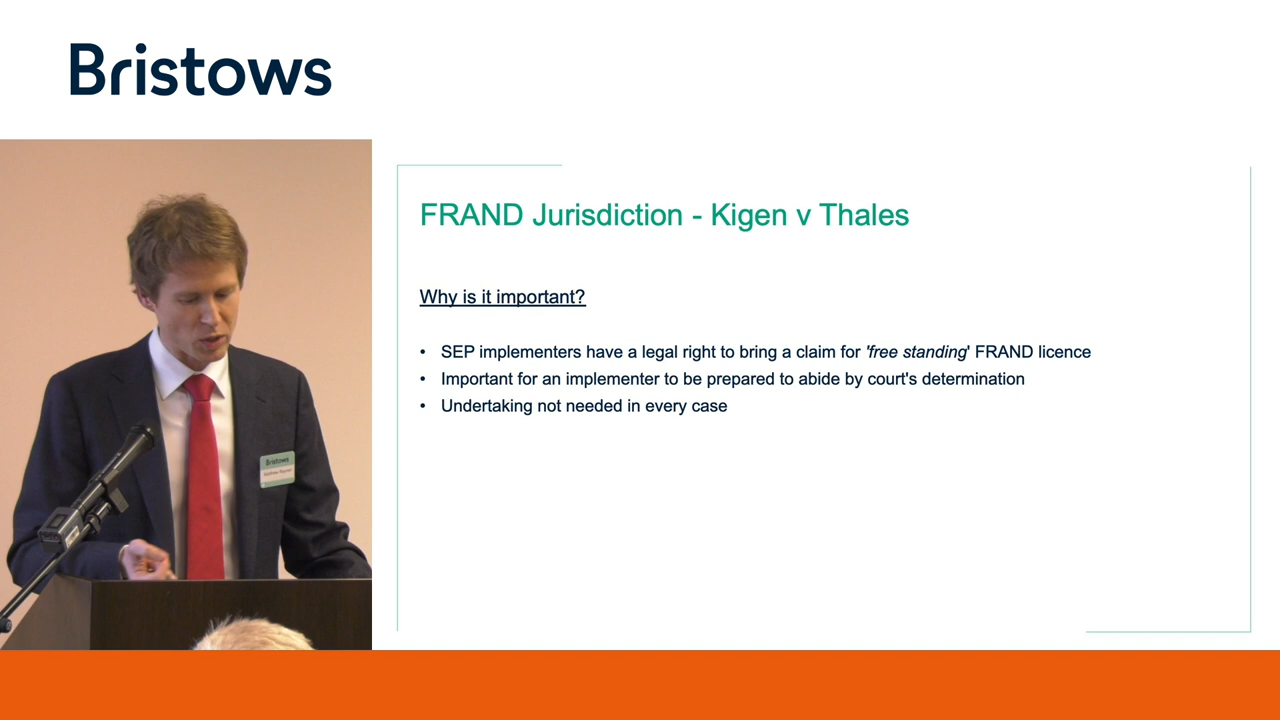 Bristows
Bristows
FRAND Jurisdiction - Kigen v Thales
Why is it important?
• SEP implementers have a legal right to bring a claim for 'free standing' FRAND licence
• Important for an implementer to be prepared to abide by court's determination
• Undertaking not needed in every case